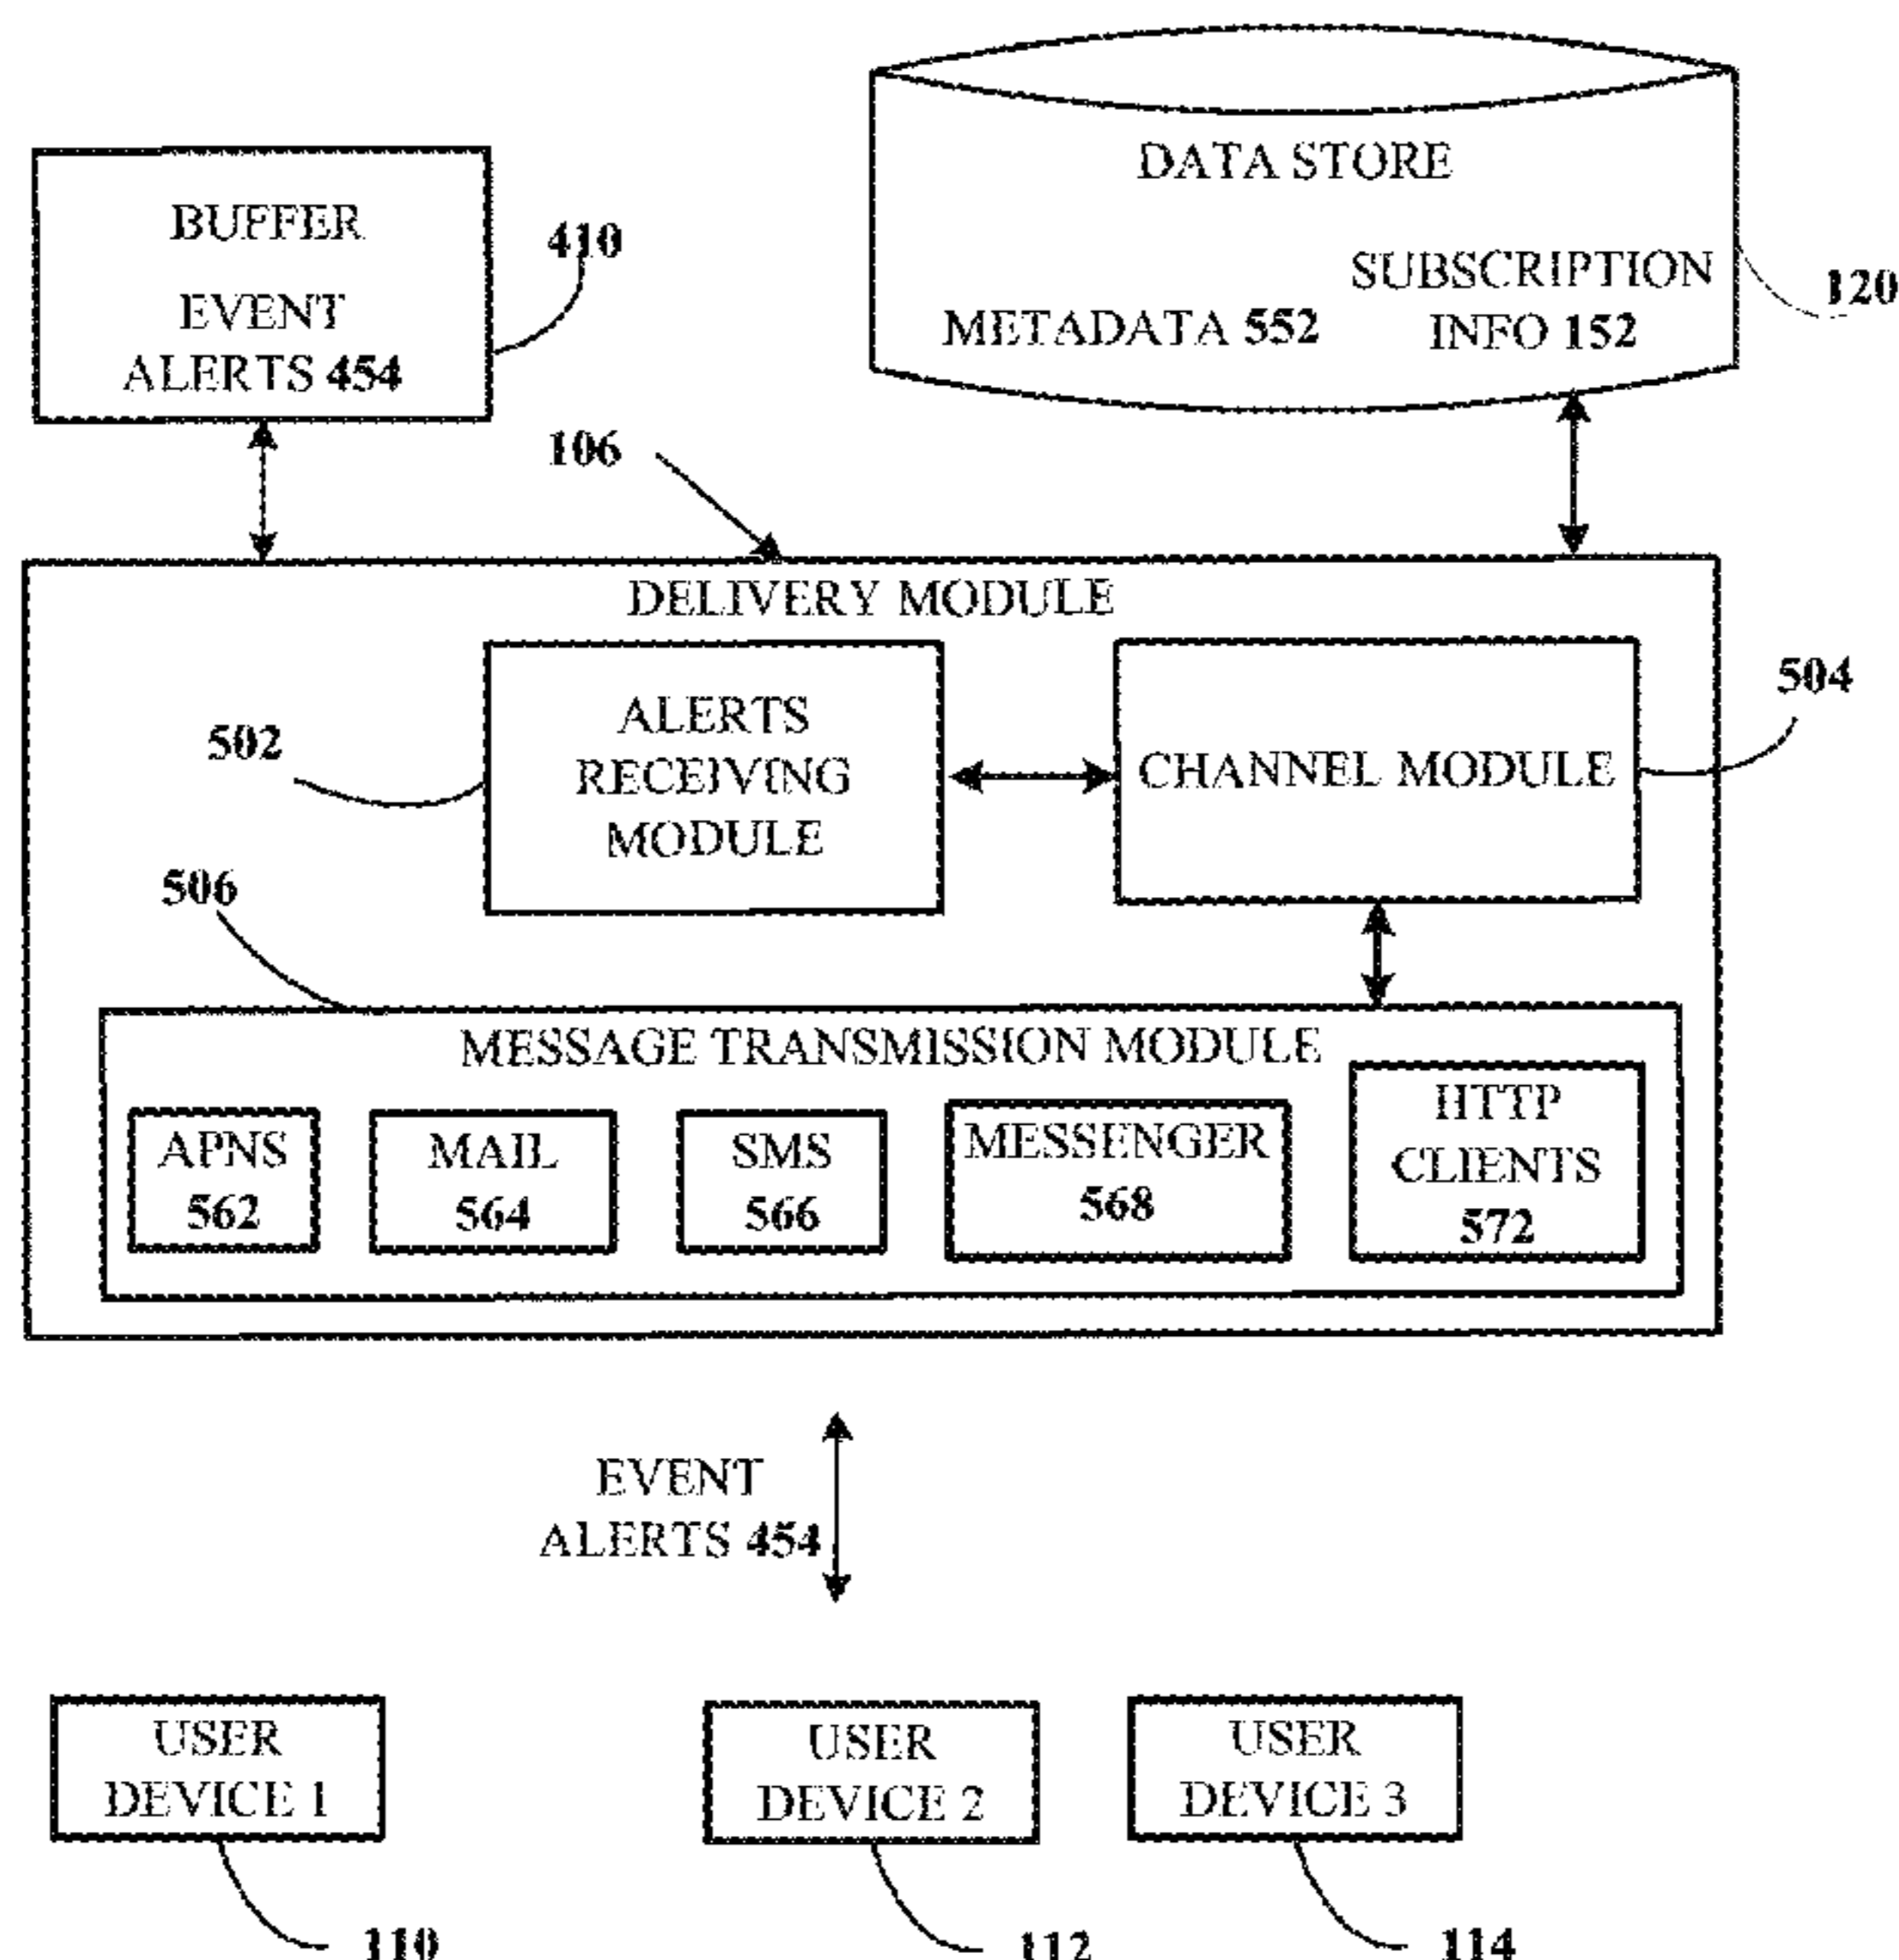 DATA STORE
BUFFER
410
SUBSCRIPTION
120
EVENT
METADATA 552
INFO 152
ALERTS 454
106
DELIVERY MODULE
504
ALERTS
502
RECEIVING
CHANNEL MODULE
MODULE
506
MESSAGE TRANSMISSION MODULE
APNS
562
MAIL
564
SMS
566
MESSENGER
568
HTTP
CLIENTS
572
EVENT
ALERTS 454
USER
DEVICE 1
USER
DEVICE 2
USER
DEVICE 3
110
112
114